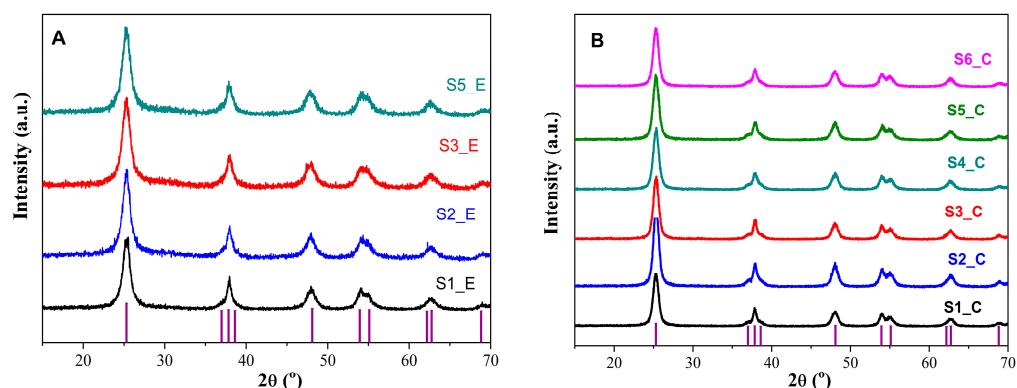 A
S5_E
S3_E
S2_E
S1_E
Intensity (a.u.)
20 30 40 50 60 70
2θ (º)
B
S6_C
S5_C
S4_C
S3_C
S2_C
S1_C
Intensity (a.u.)
20 30 40 50 60 70
2θ (º)